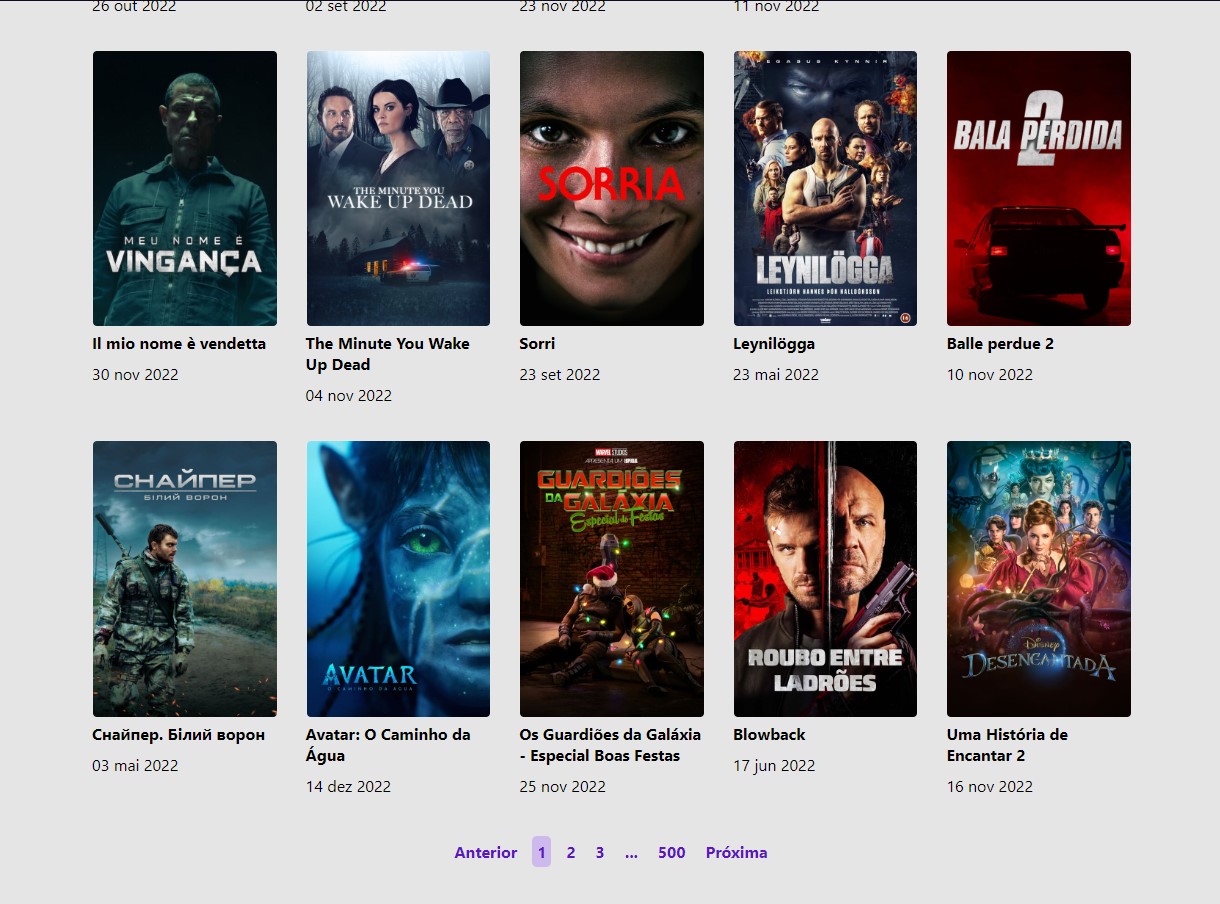 26 out 2022
02 set 2022
23 nov 2022
11 nov 2022
MEU NOME É
VINGANÇA
THE MINUTE YOU
WAKE UP DEAD
SORRIA
PEGASUS KYNNIR
LEYNILÖGGA
LEIKSTJÓRN HANNES ÞÓR HALLDÓRSSON
16
2
BALA PERDIDA
Il mio nome è vendetta
30 nov 2022
The Minute You Wake
Up Dead
04 nov 2022
Sorri
23 set 2022
Leynilögga
23 mai 2022
Balle perdue 2
10 nov 2022
СНАЙПЕР
БІЛИЙ ВОРОН
AVATAR
O CAMINHO DA ÁGUA
MARVEL STUDIOS
APRESENTA UM ESPECIAL
GUARDIÕES
DA GALÁXIA
Especial de Festas
ROUBO ENTRE
LADRÕES
Disney
DESENCANTADA
Снайпер. Білий ворон
03 mai 2022
Avatar: O Caminho da
Água
14 dez 2022
Os Guardiões da Galáxia
- Especial Boas Festas
25 nov 2022
Blowback
17 jun 2022
Uma História de
Encantar 2
16 nov 2022
Anterior 1 2 3 ... 500 Próxima